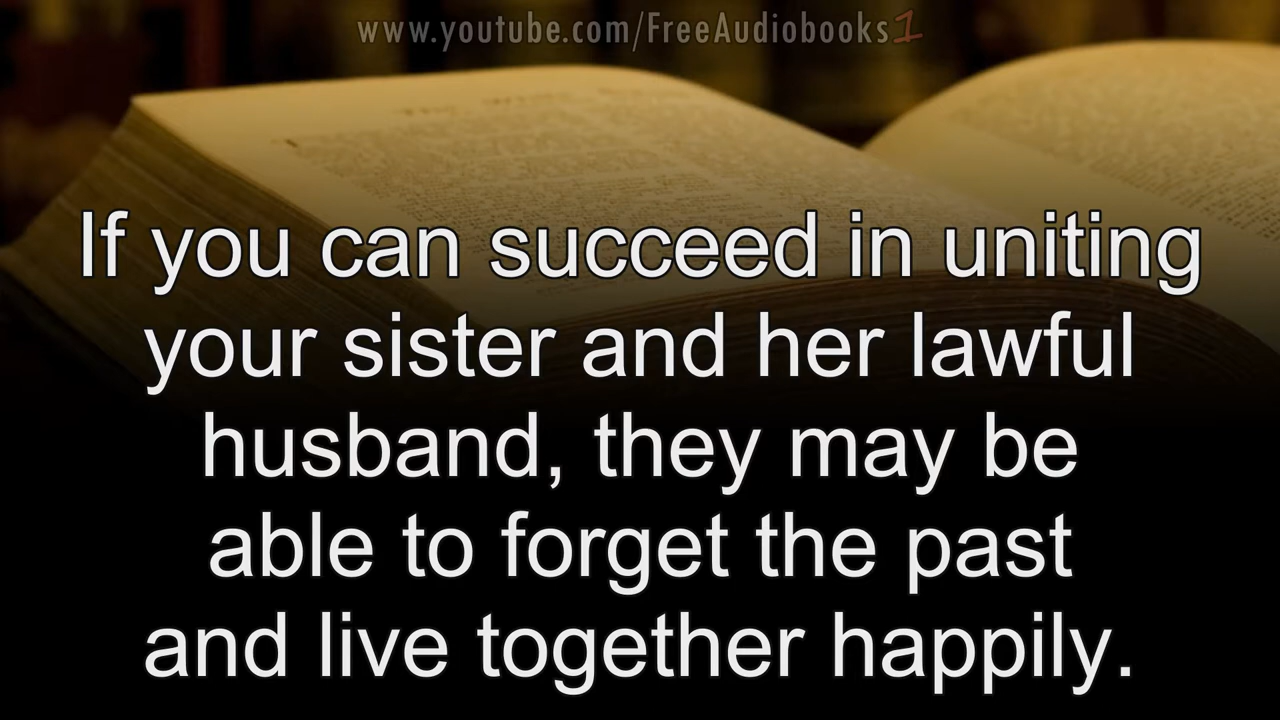 www.youtube.com/FreeAudiobooks1
If you can succeed in uniting
your sister and her lawful
husband, they may be
able to forget the past
and live together happily.